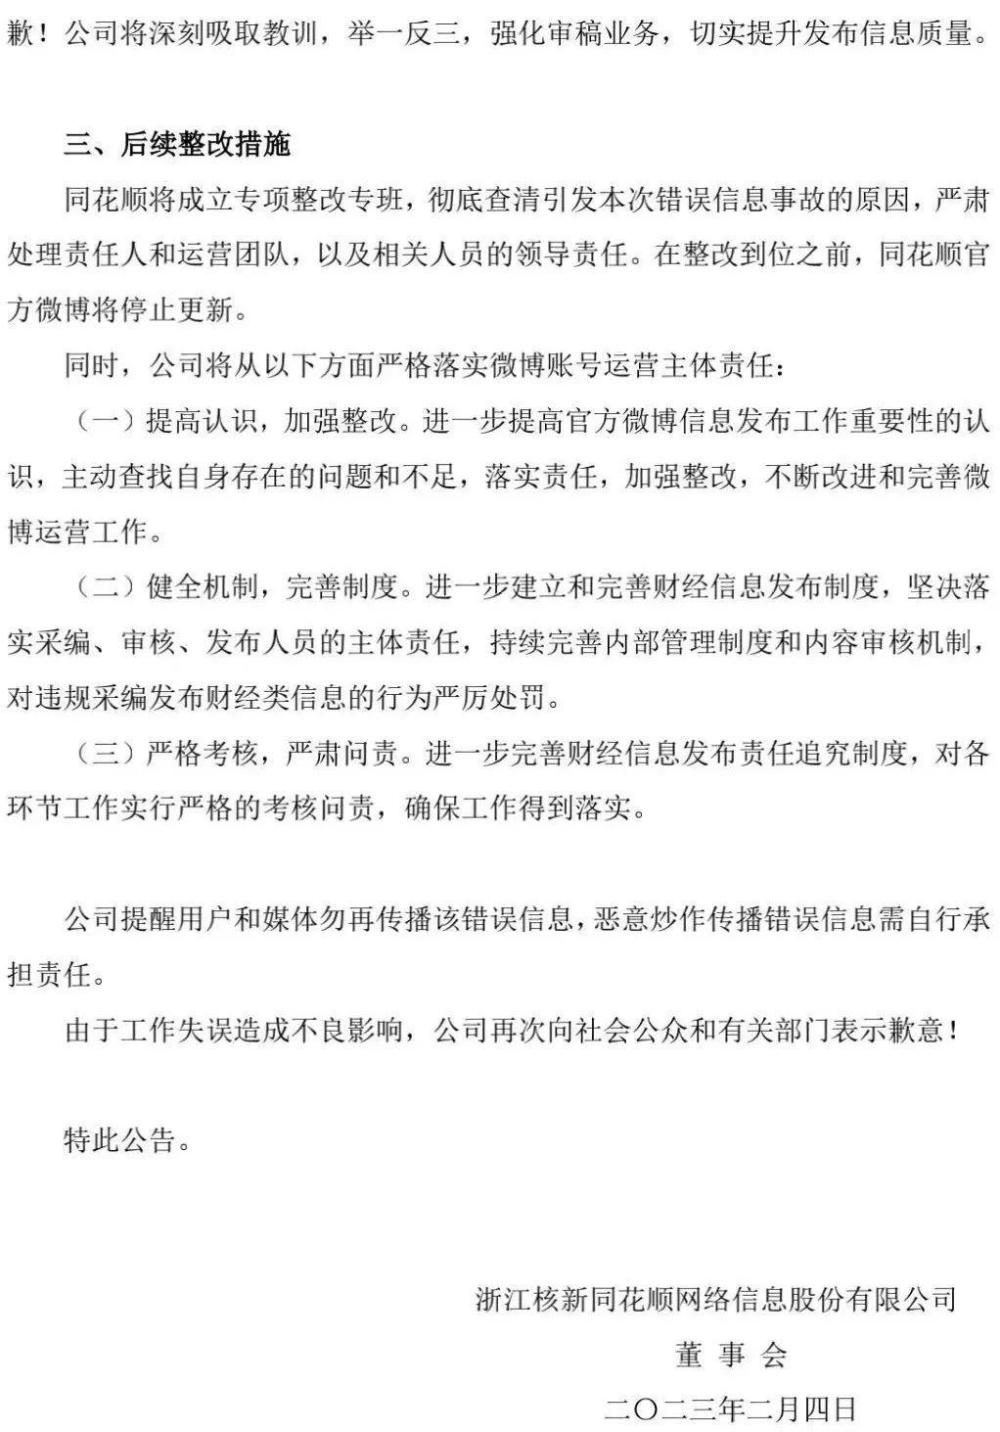 歉！公司将深刻吸取教训，举一反三，强化审稿业务，切实提升发布信息质量。
三、后续整改措施
同花顺将成立专项整改专班，彻底查清引发本次错误信息事故的原因，严肃
处理责任人和运营团队，以及相关人员的领导责任。在整改到位之前，同花顺官
方微博将停止更新。
同时，公司将从以下方面严格落实微博账号运营主体责任：
（一）提高认识，加强整改。进一步提高官方微博信息发布工作重要性的认
识，主动查找自身存在的问题和不足，落实责任，加强整改，不断改进和完善微
博运营工作。
（二）健全机制，完善制度。进一步建立和完善财经信息发布制度，坚决落
实采编、审核、发布人员的主体责任，持续完善内部管理制度和内容审核机制，
对违规采编发布财经类信息的行为严厉处罚。
（三）严格考核，严肃问责。进一步完善财经信息发布责任追究制度，对各
环节工作实行严格的考核问责，确保工作得到落实。
公司提醒用户和媒体勿再传播该错误信息，恶意炒作传播错误信息需自行承
担责任。
由于工作失误造成不良影响，公司再次向社会公众和有关部门表示歉意！
特此公告。
浙江核新同花顺网络信息股份有限公司
董 事 会
二〇二三年二月四日